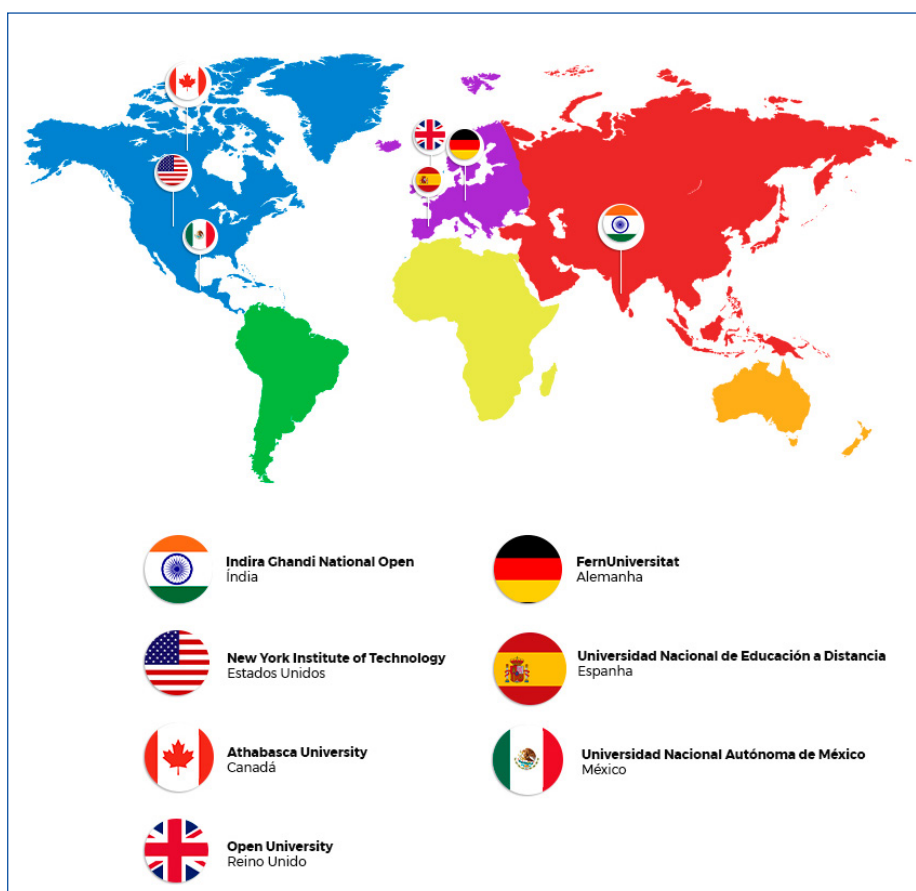 Indira Ghandi National Open
Índia
New York Institute of Technology
Estados Unidos
Athabasca University
Canadá
Open University
Reino Unido
FernUniversitat
Alemanha
Universidad Nacional de Educación a Distancia
Espanha
Universidad Nacional Autónoma de México
México